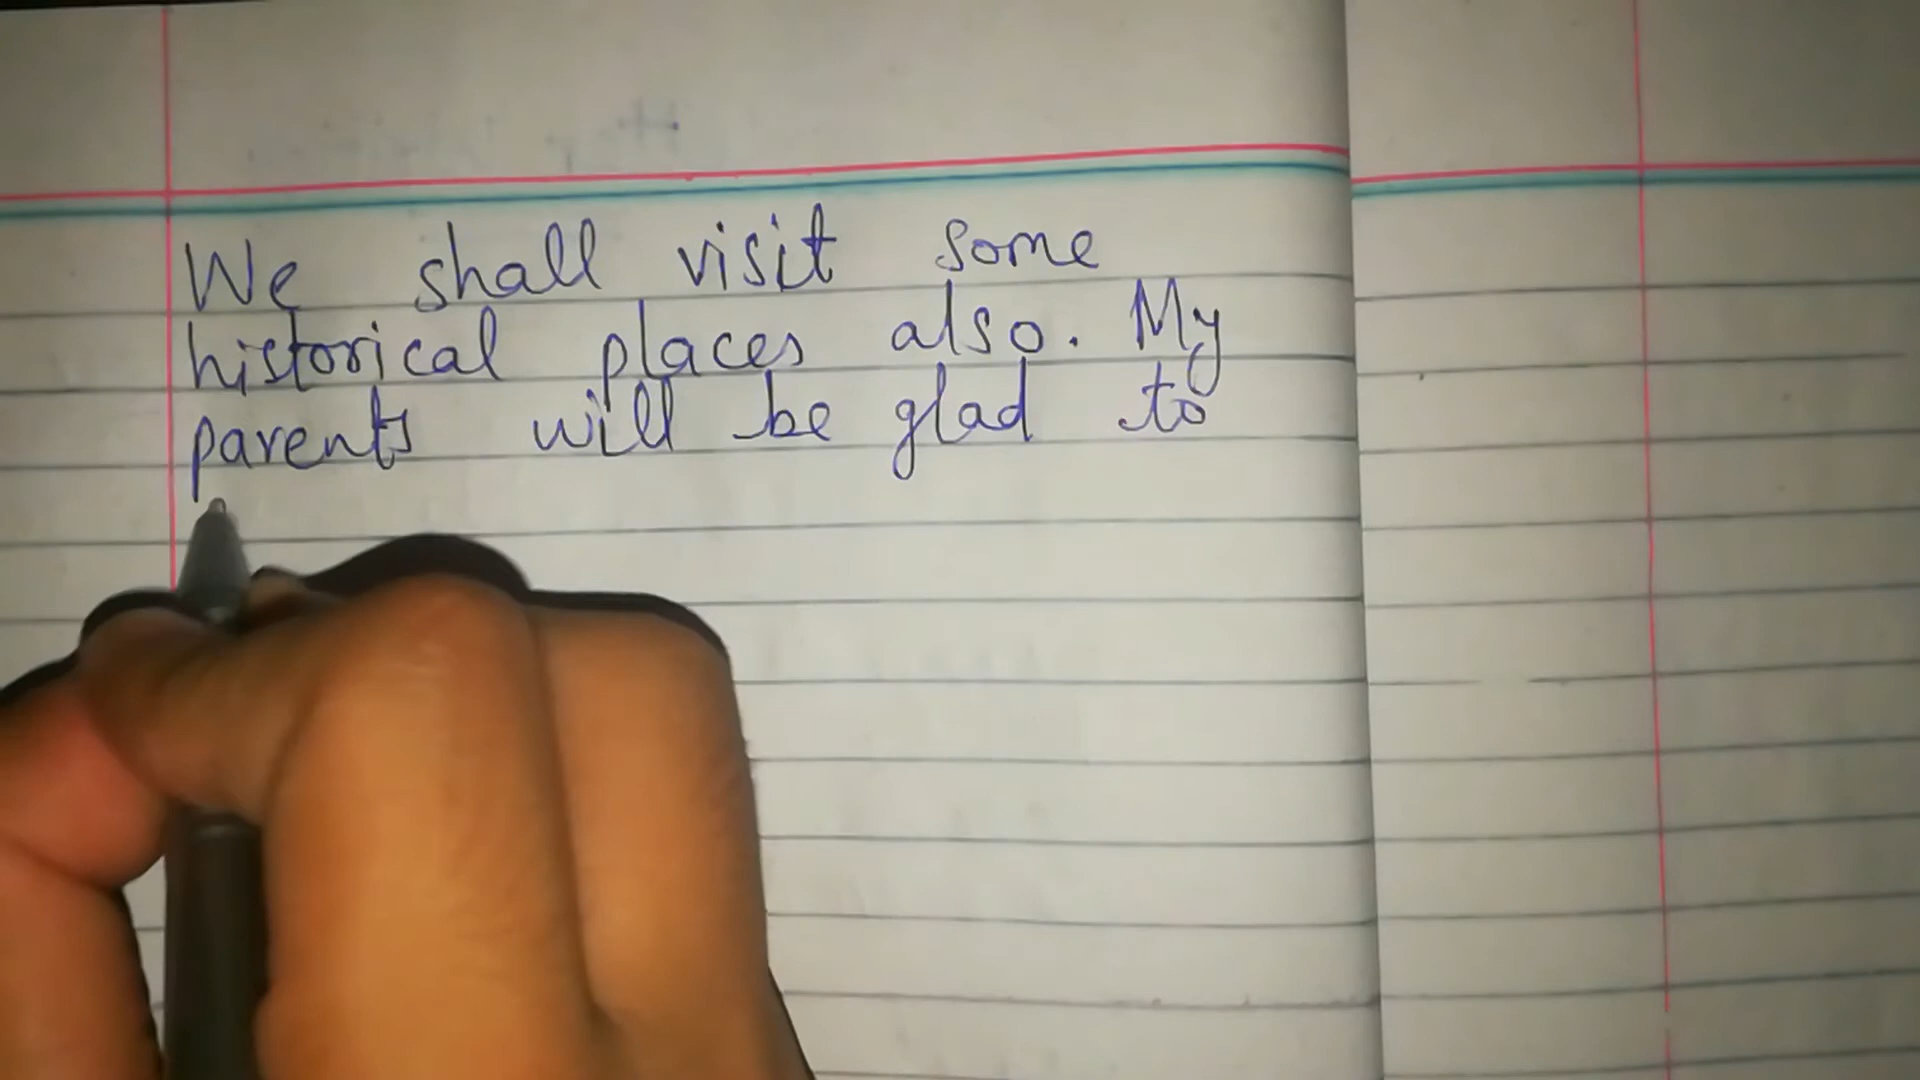 We shall visit some
historical places also. My
parents will be glad to